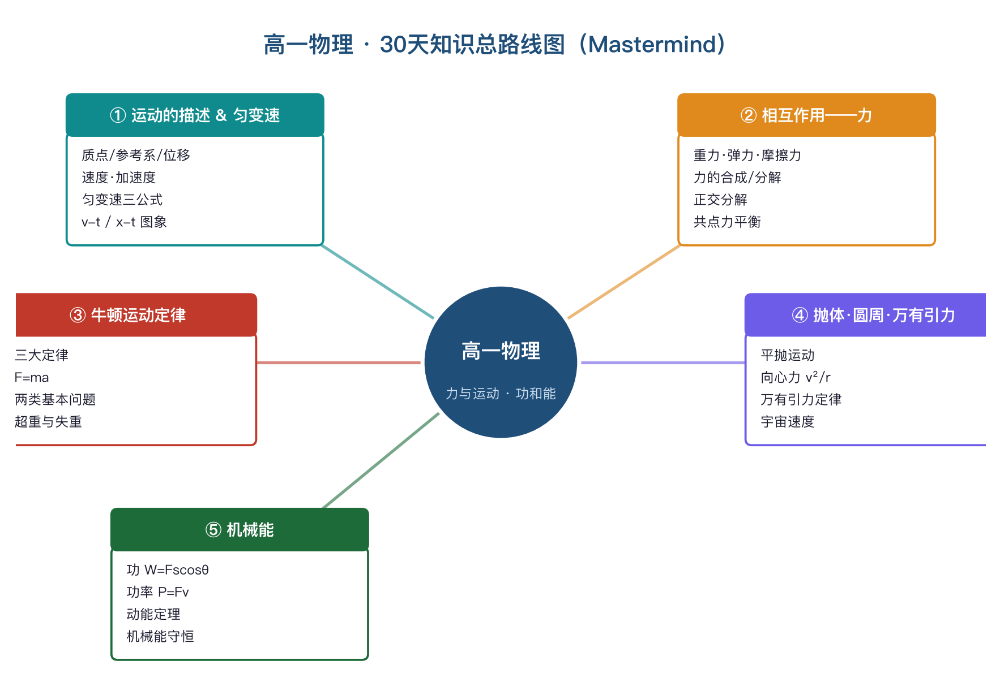 高一物理 · 30天知识总路线图（Mastermind）
① 运动的描述 & 匀变速
质点/参考系/位移
速度·加速度
匀变速三公式
v–t / x–t 图象
② 相互作用——力
重力·弹力·摩擦力
力的合成/分解
正交分解
共点力平衡
③ 牛顿运动定律
三大定律
F=ma
两类基本问题
超重与失重
高一物理
力与运动 · 功和能
④ 抛体·圆周·万有引力
平抛运动
向心力 v²/r
万有引力定律
宇宙速度
⑤ 机械能
功 W=Fscosθ
功率 P=Fv
动能定理
机械能守恒